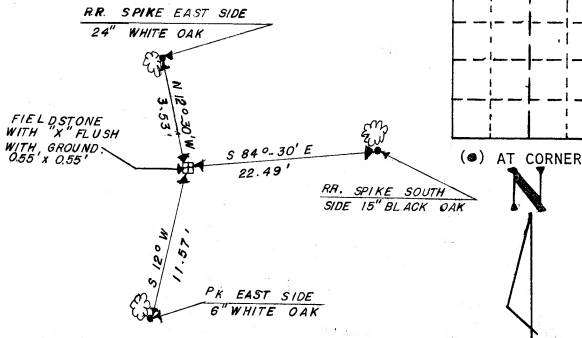 RR. SPIKE EAST SIDE
24" WHITE OAK
N 12°-30' W
3.53'
FIELDSTONE
WITH "X" FLUSH
WITH, GROUND.
0.55' x 0.55'
S 84°-30' E
22.49'
(●) AT CORNER
N
RR. SPIKE SOUTH
SIDE 15" BLACK OAK
S 12° W
11.57'
PK EAST SIDE
6" WHITE OAK